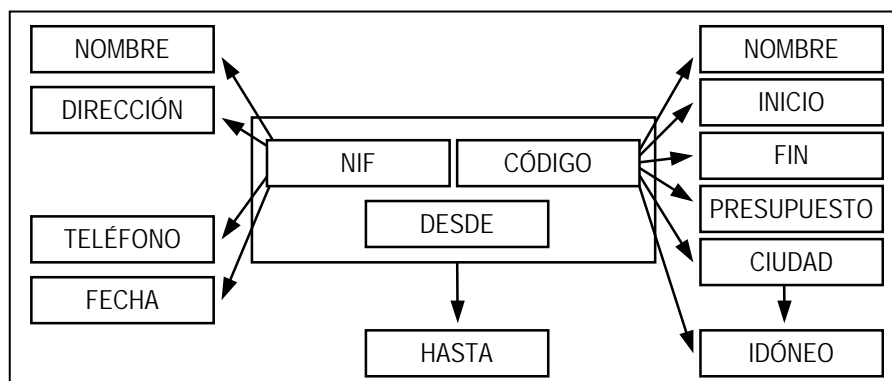 NOMBRE
DIRECCIÓN
TELÉFONO
FECHA
NIF
CÓDIGO
DESDE
HASTA
NOMBRE
INICIO
FIN
PRESUPUESTO
CIUDAD
IDÓNEO